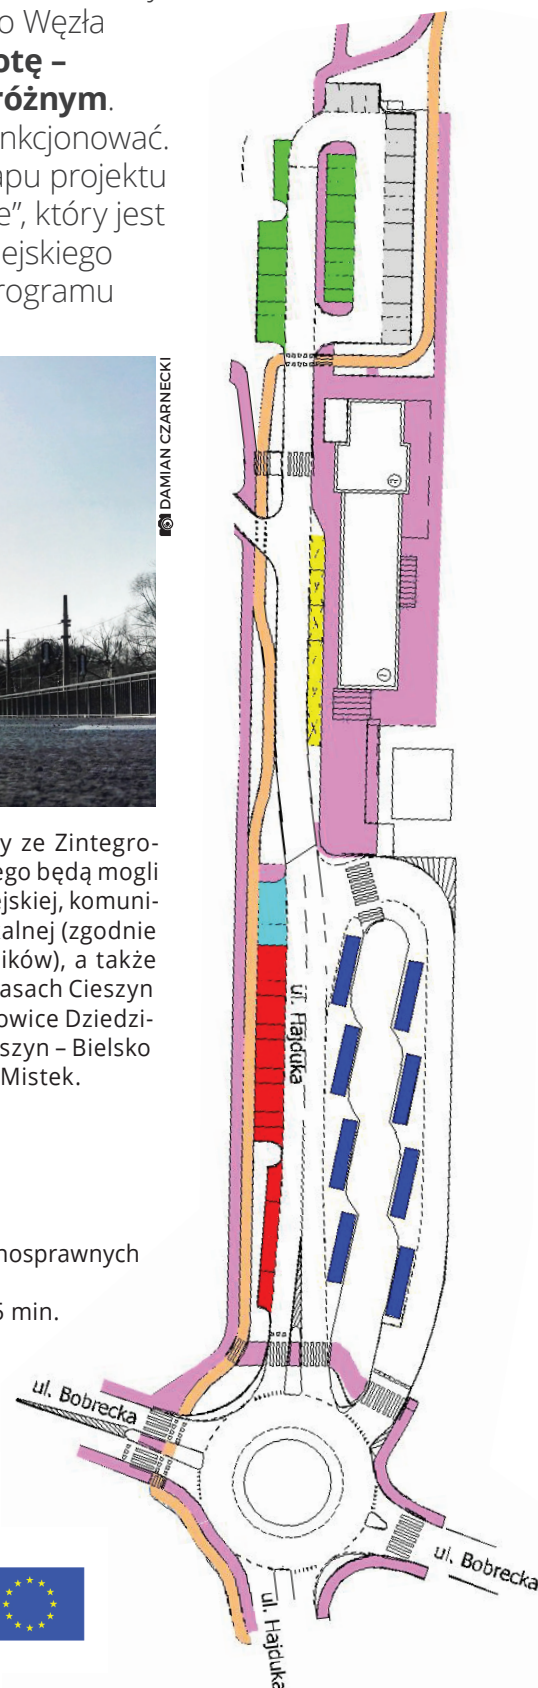 o Węzła
otę –
różnym.
nkcjonować.
apu projektu
e”, który jest
ejskiego
rogramu
DAMIAN CZARNECKI
y ze Zintegro-
ego będą mogli
ejskiej, komuni-
alnej (zgodnie
ików), a także
asach Cieszyn
owice Dziedzi-
szyn – Bielsko
Mistek.
ul. Hajduka
nosprawnych
min.
ul. Bobrecka
ul. Bobrecka
ul. Hajduka